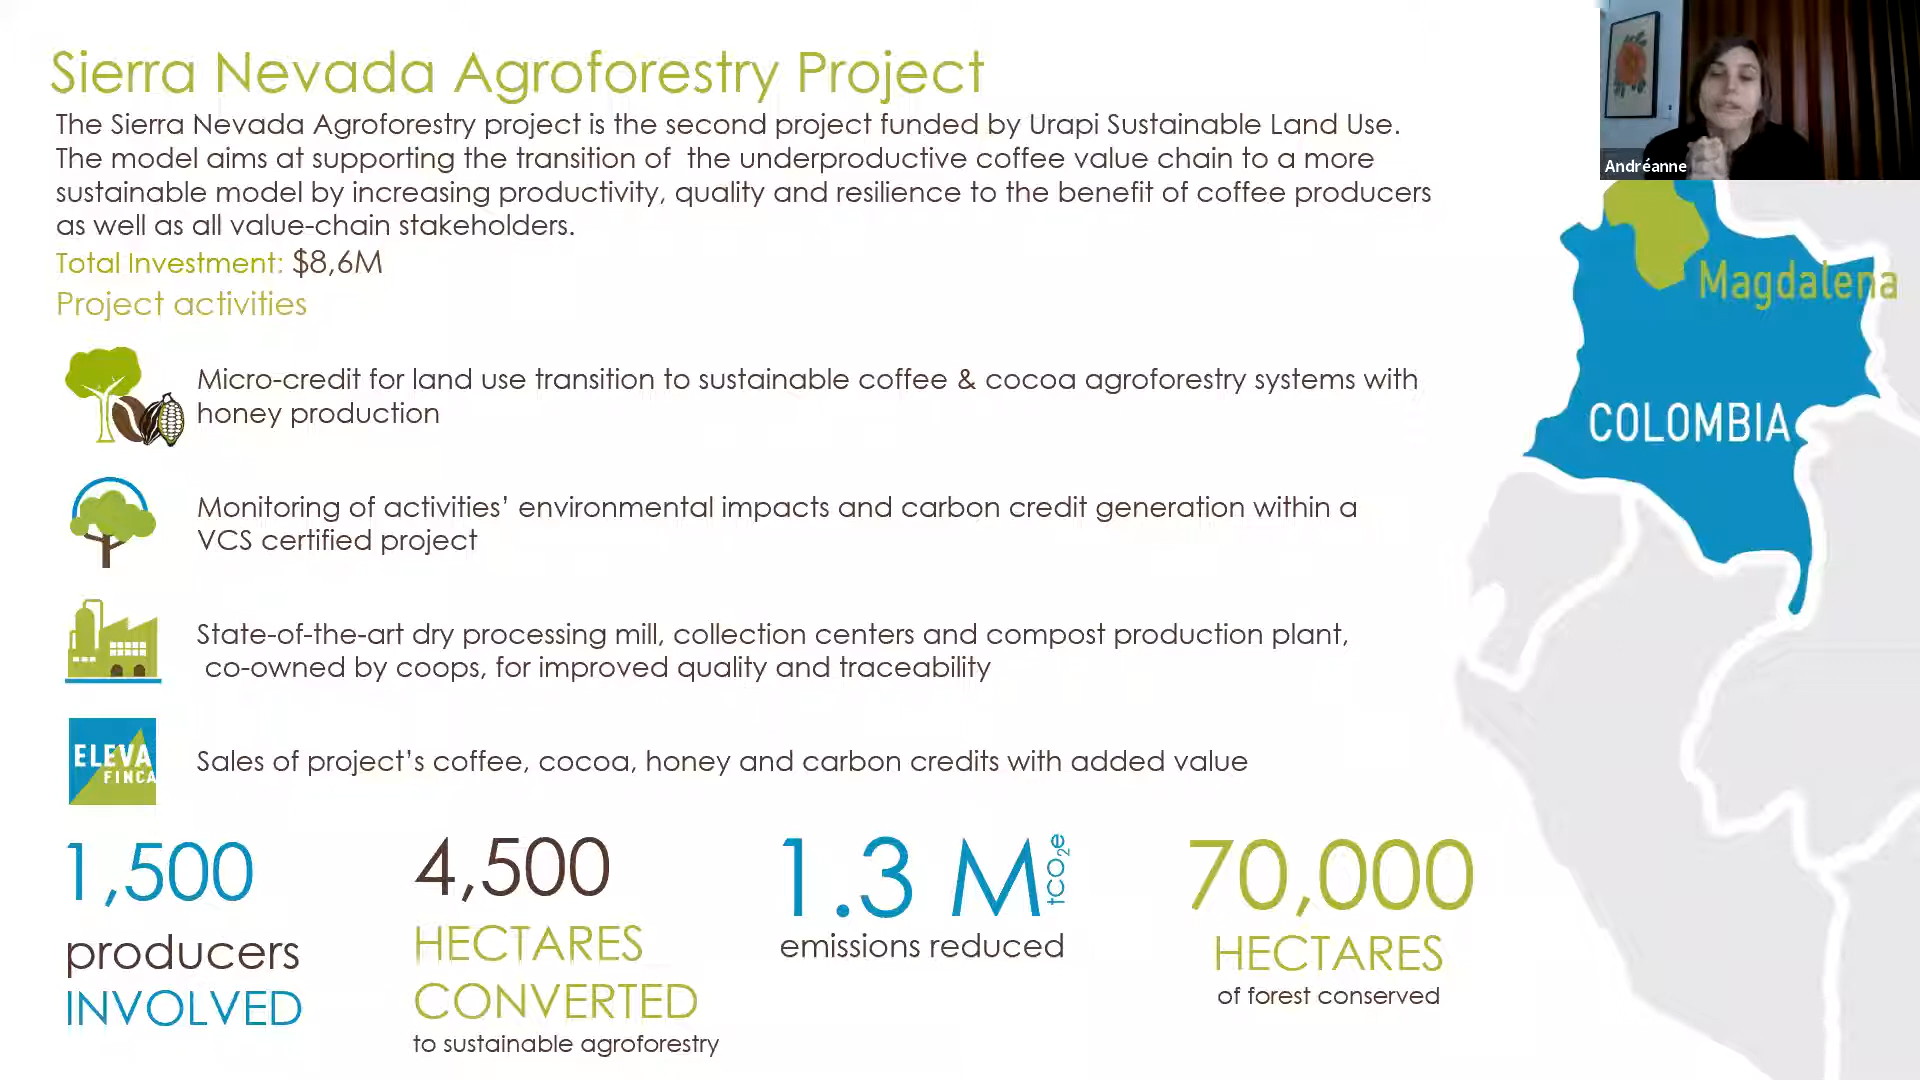 Sierra Nevada Agroforestry Project
The Sierra Nevada Agroforestry project is the second project funded by Urapi Sustainable Land Use.
The model aims at supporting the transition of the underproductive coffee value chain to a more
sustainable model by increasing productivity, quality and resilience to the benefit of coffee producers
as well as all value-chain stakeholders.
Total Investment: $8,6M
Project activities
Micro-credit for land use transition to sustainable coffee & cocoa agroforestry systems with
honey production
Monitoring of activities’ environmental impacts and carbon credit generation within a
VCS certified project
State-of-the-art dry processing mill, collection centers and compost production plant,
co-owned by coops, for improved quality and traceability
ELEVA
FINCA
Sales of project’s coffee, cocoa, honey and carbon credits with added value
1,500
producers
INVOLVED
4,500
HECTARES
CONVERTED
to sustainable agroforestry
1.3 M tCO₂e
emissions reduced
70,000
HECTARES
of forest conserved
Andréanne
Magdalena
COLOMBIA